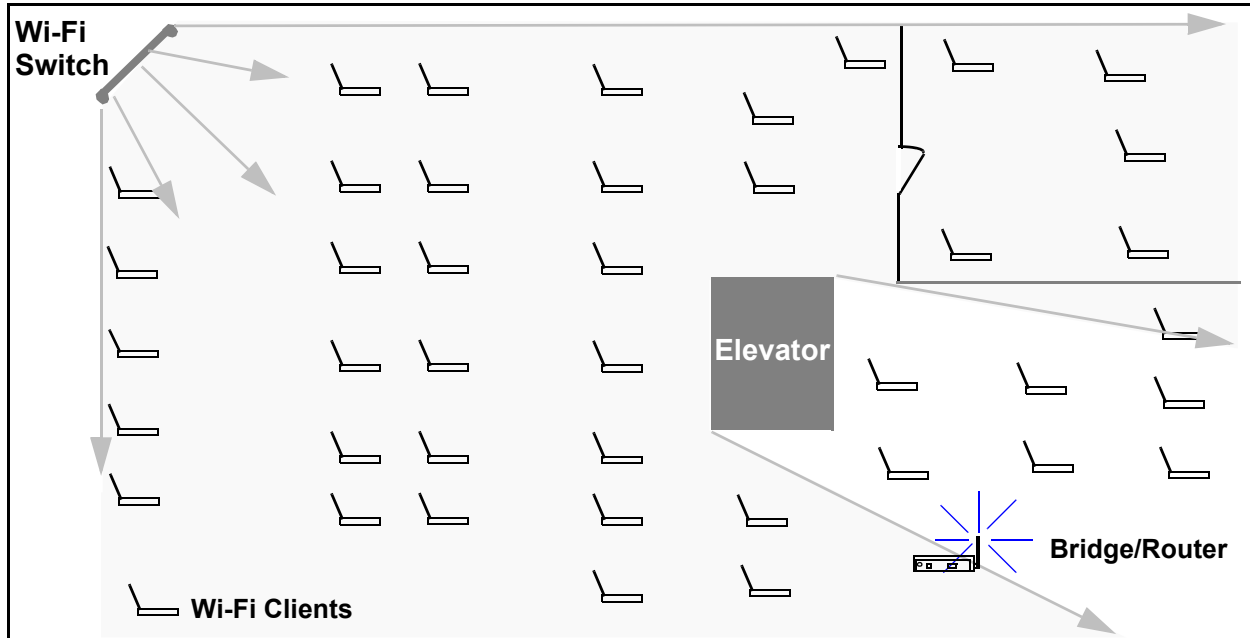 Wi-Fi
Switch
Elevator
Bridge/Router
Wi-Fi Clients